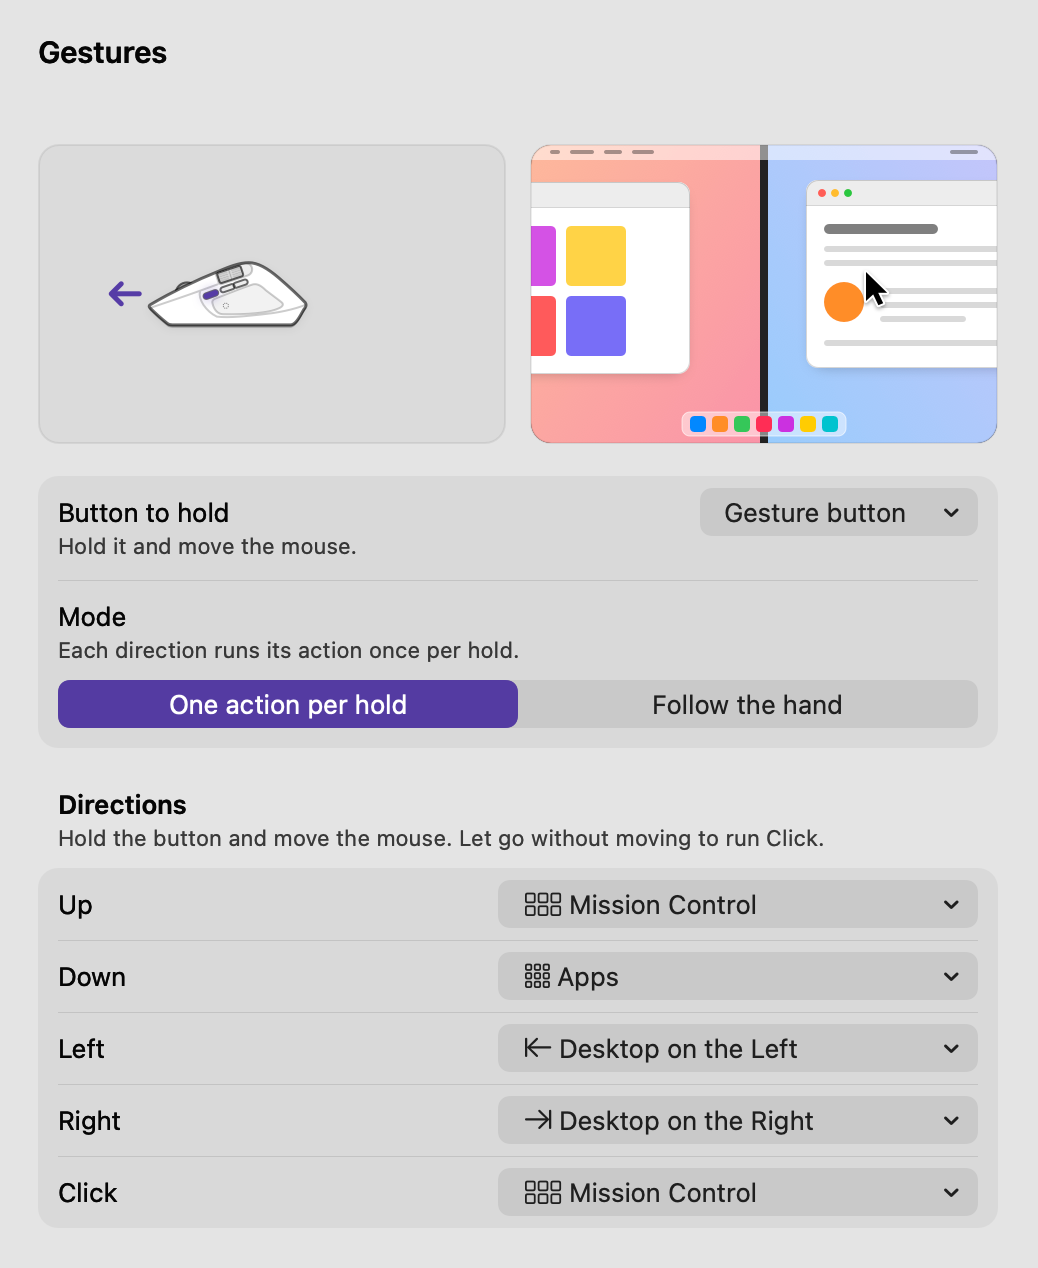 Gestures
Button to hold
Gesture button
Hold it and move the mouse.
Mode
Each direction runs its action once per hold.
One action per hold
Follow the hand
Directions
Hold the button and move the mouse. Let go without moving to run Click.
Up
Mission Control
Down
Apps
Left
Desktop on the Left
Right
Desktop on the Right
Click
Mission Control